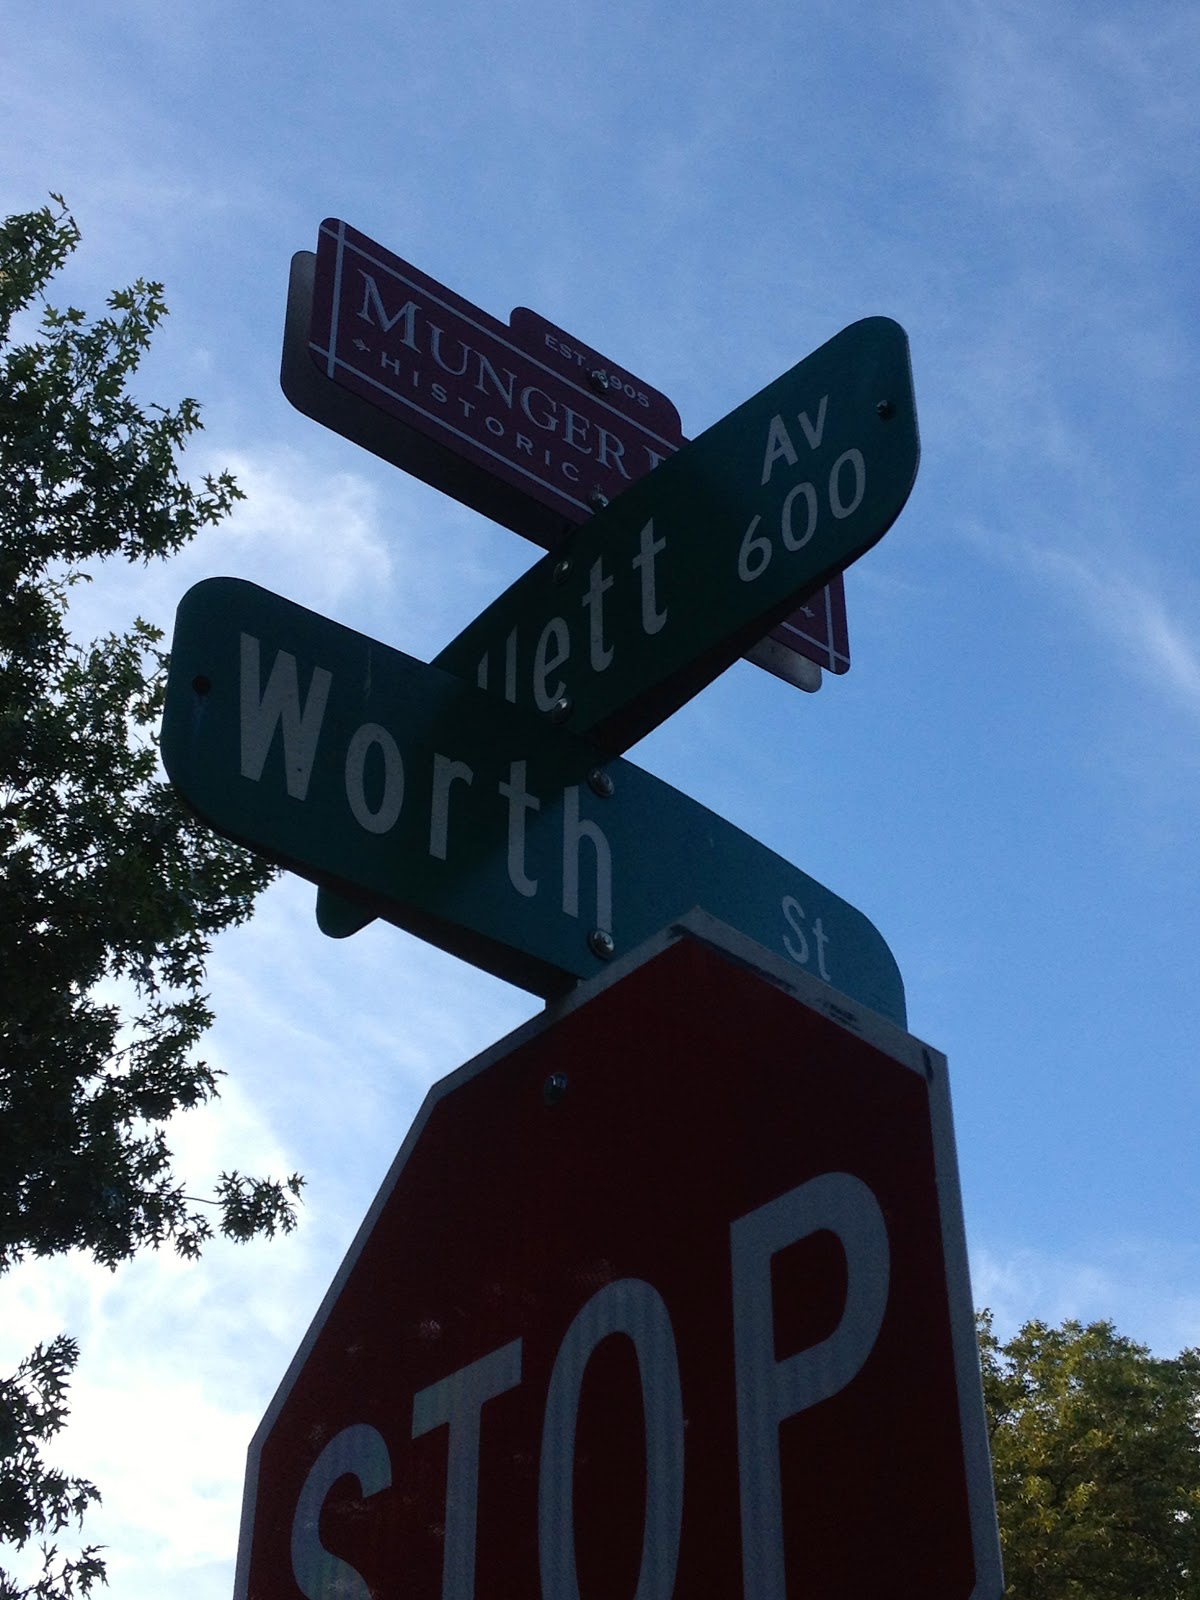 EST. 1905
MUNGER
HISTORIC
Av
600
llett
Worth
St
STOP